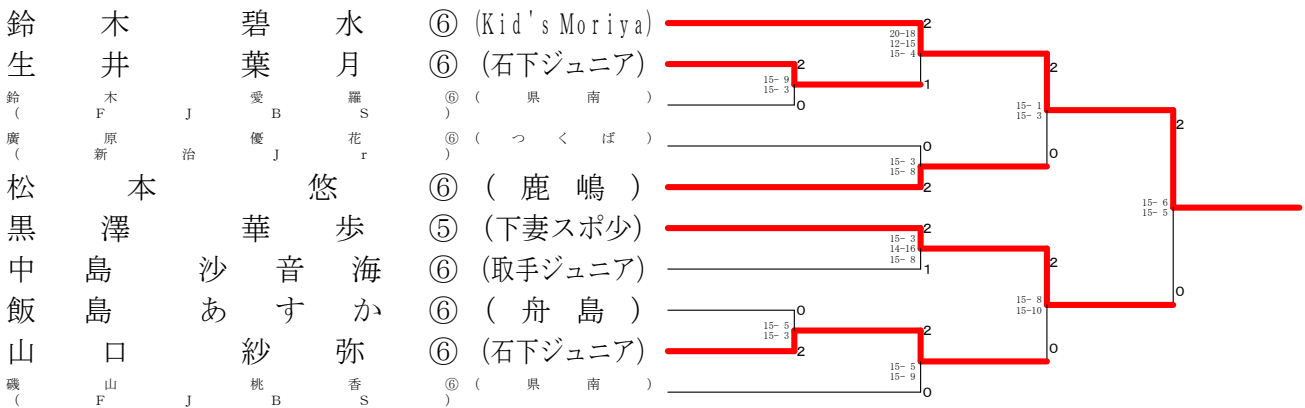 鈴木碧水 ⑥ (Kid's Moriya)
生井葉月 ⑥ (石下ジュニア)
鈴木愛羅 ⑥ (県南)
(FJBS)
廣原優花 ⑥ (つくば)
(新治Jr)
松本悠 ⑥ (鹿嶋)
黒澤華歩 ⑤ (下妻スポ少)
中島沙音海 ⑥ (取手ジュニア)
飯島あすか ⑥ (舟島)
山口紗弥 ⑥ (石下ジュニア)
磯山桃香 ⑥ (県南)
(FJBS)
2
20-18
12-15
15- 4
1
2
15- 9
15- 3
0
0
15- 3
15- 8
2
2
15- 1
15- 3
0
2
15- 6
15- 5
0
2
15- 3
14-16
15- 8
1
2
15- 8
15-10
0
0
15- 5
15- 3
2
2
15- 5
15- 9
0